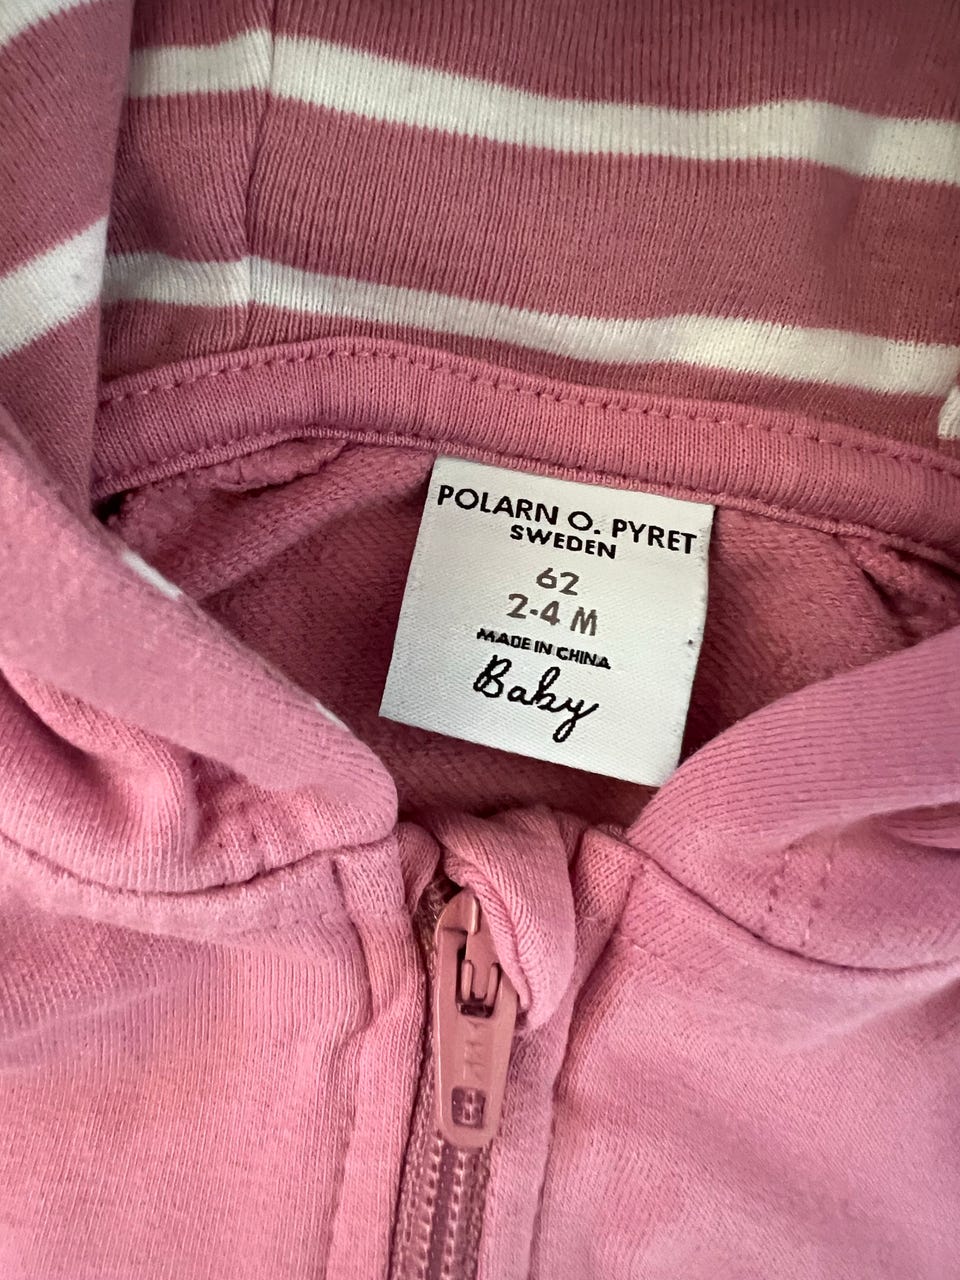 POLARN O. PYRET
SWEDEN
62
2-4 M
MADE IN CHINA
Baby